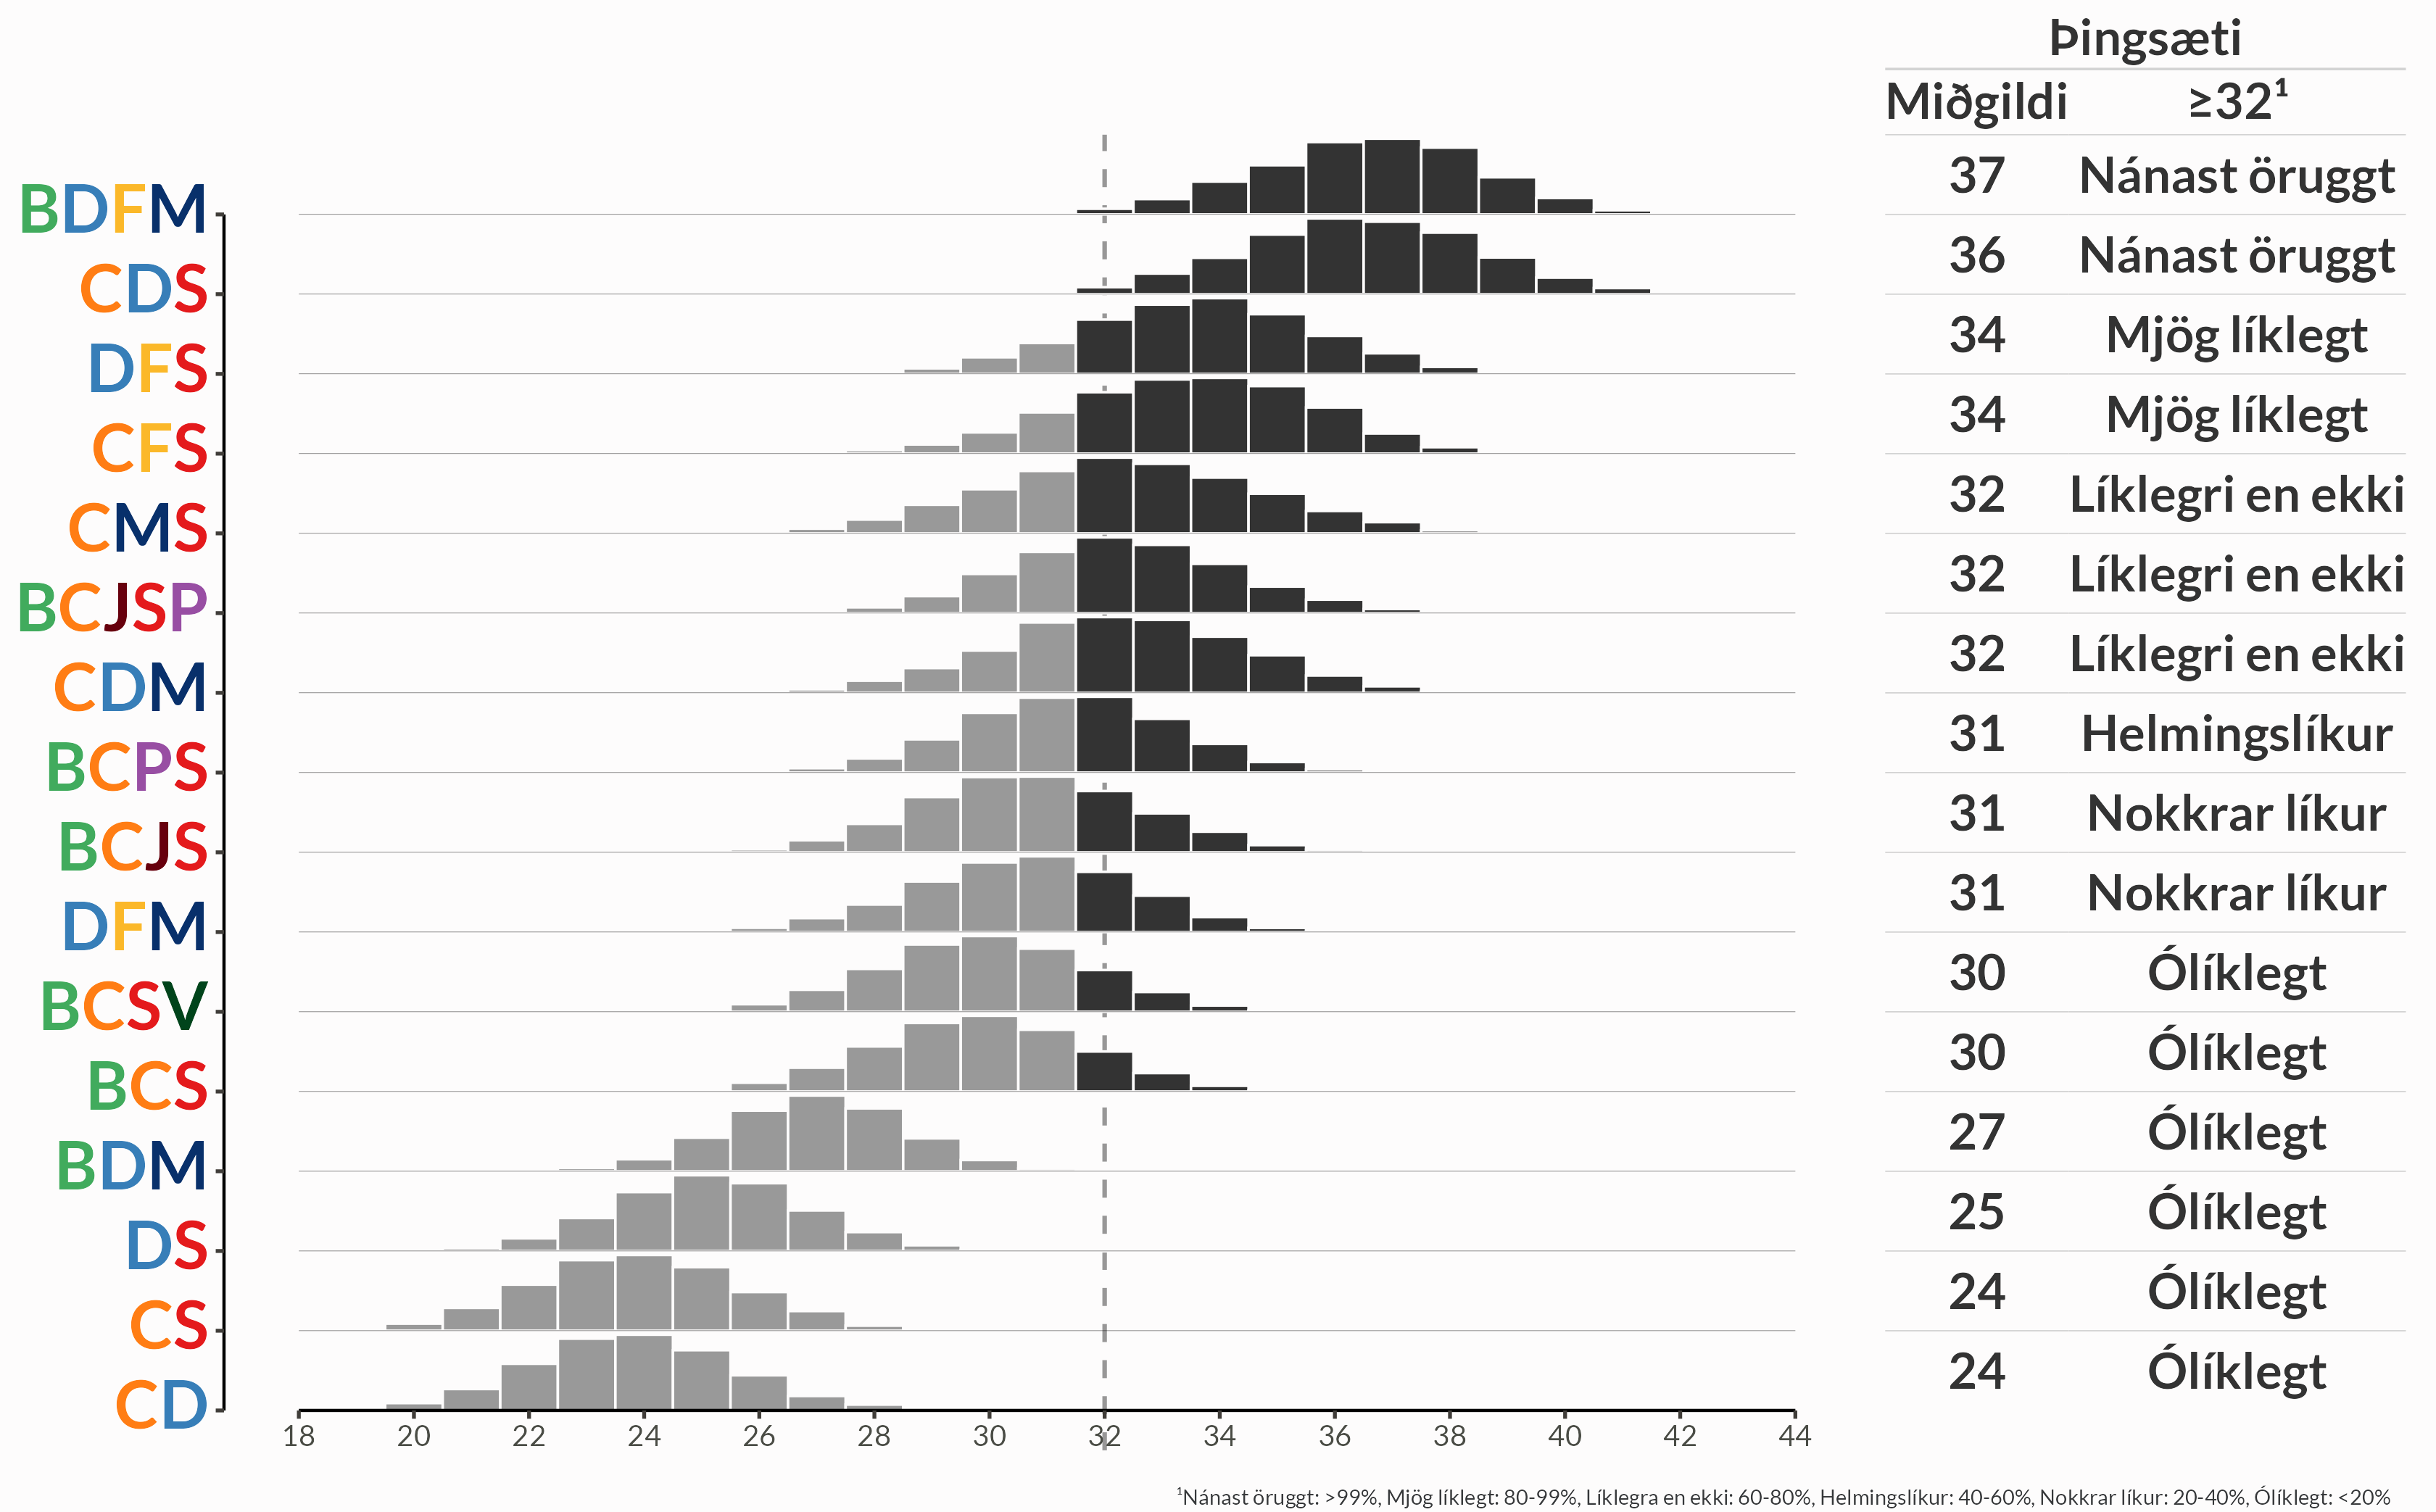 Þingsæti
Miðgildi ≥32¹
BDFM 37 Nánast öruggt
CDS 36 Nánast öruggt
DFS 34 Mjög líklegt
CFS 34 Mjög líklegt
CMS 32 Líklegri en ekki
BCJSP 32 Líklegri en ekki
CDM 32 Líklegri en ekki
BCPS 31 Helmingslíkur
BCJS 31 Nokkrar líkur
DFM 31 Nokkrar líkur
BCSV 30 Ólíklegt
BCS 30 Ólíklegt
BDM 27 Ólíklegt
DS 25 Ólíklegt
CS 24 Ólíklegt
CD 24 Ólíklegt
18 20 22 24 26 28 30 32 34 36 38 40 42 44
¹Nánast öruggt: >99%, Mjög líklegt: 80-99%, Líklegra en ekki: 60-80%, Helmingslíkur: 40-60%, Nokkrar líkur: 20-40%, Ólíklegt: <20%